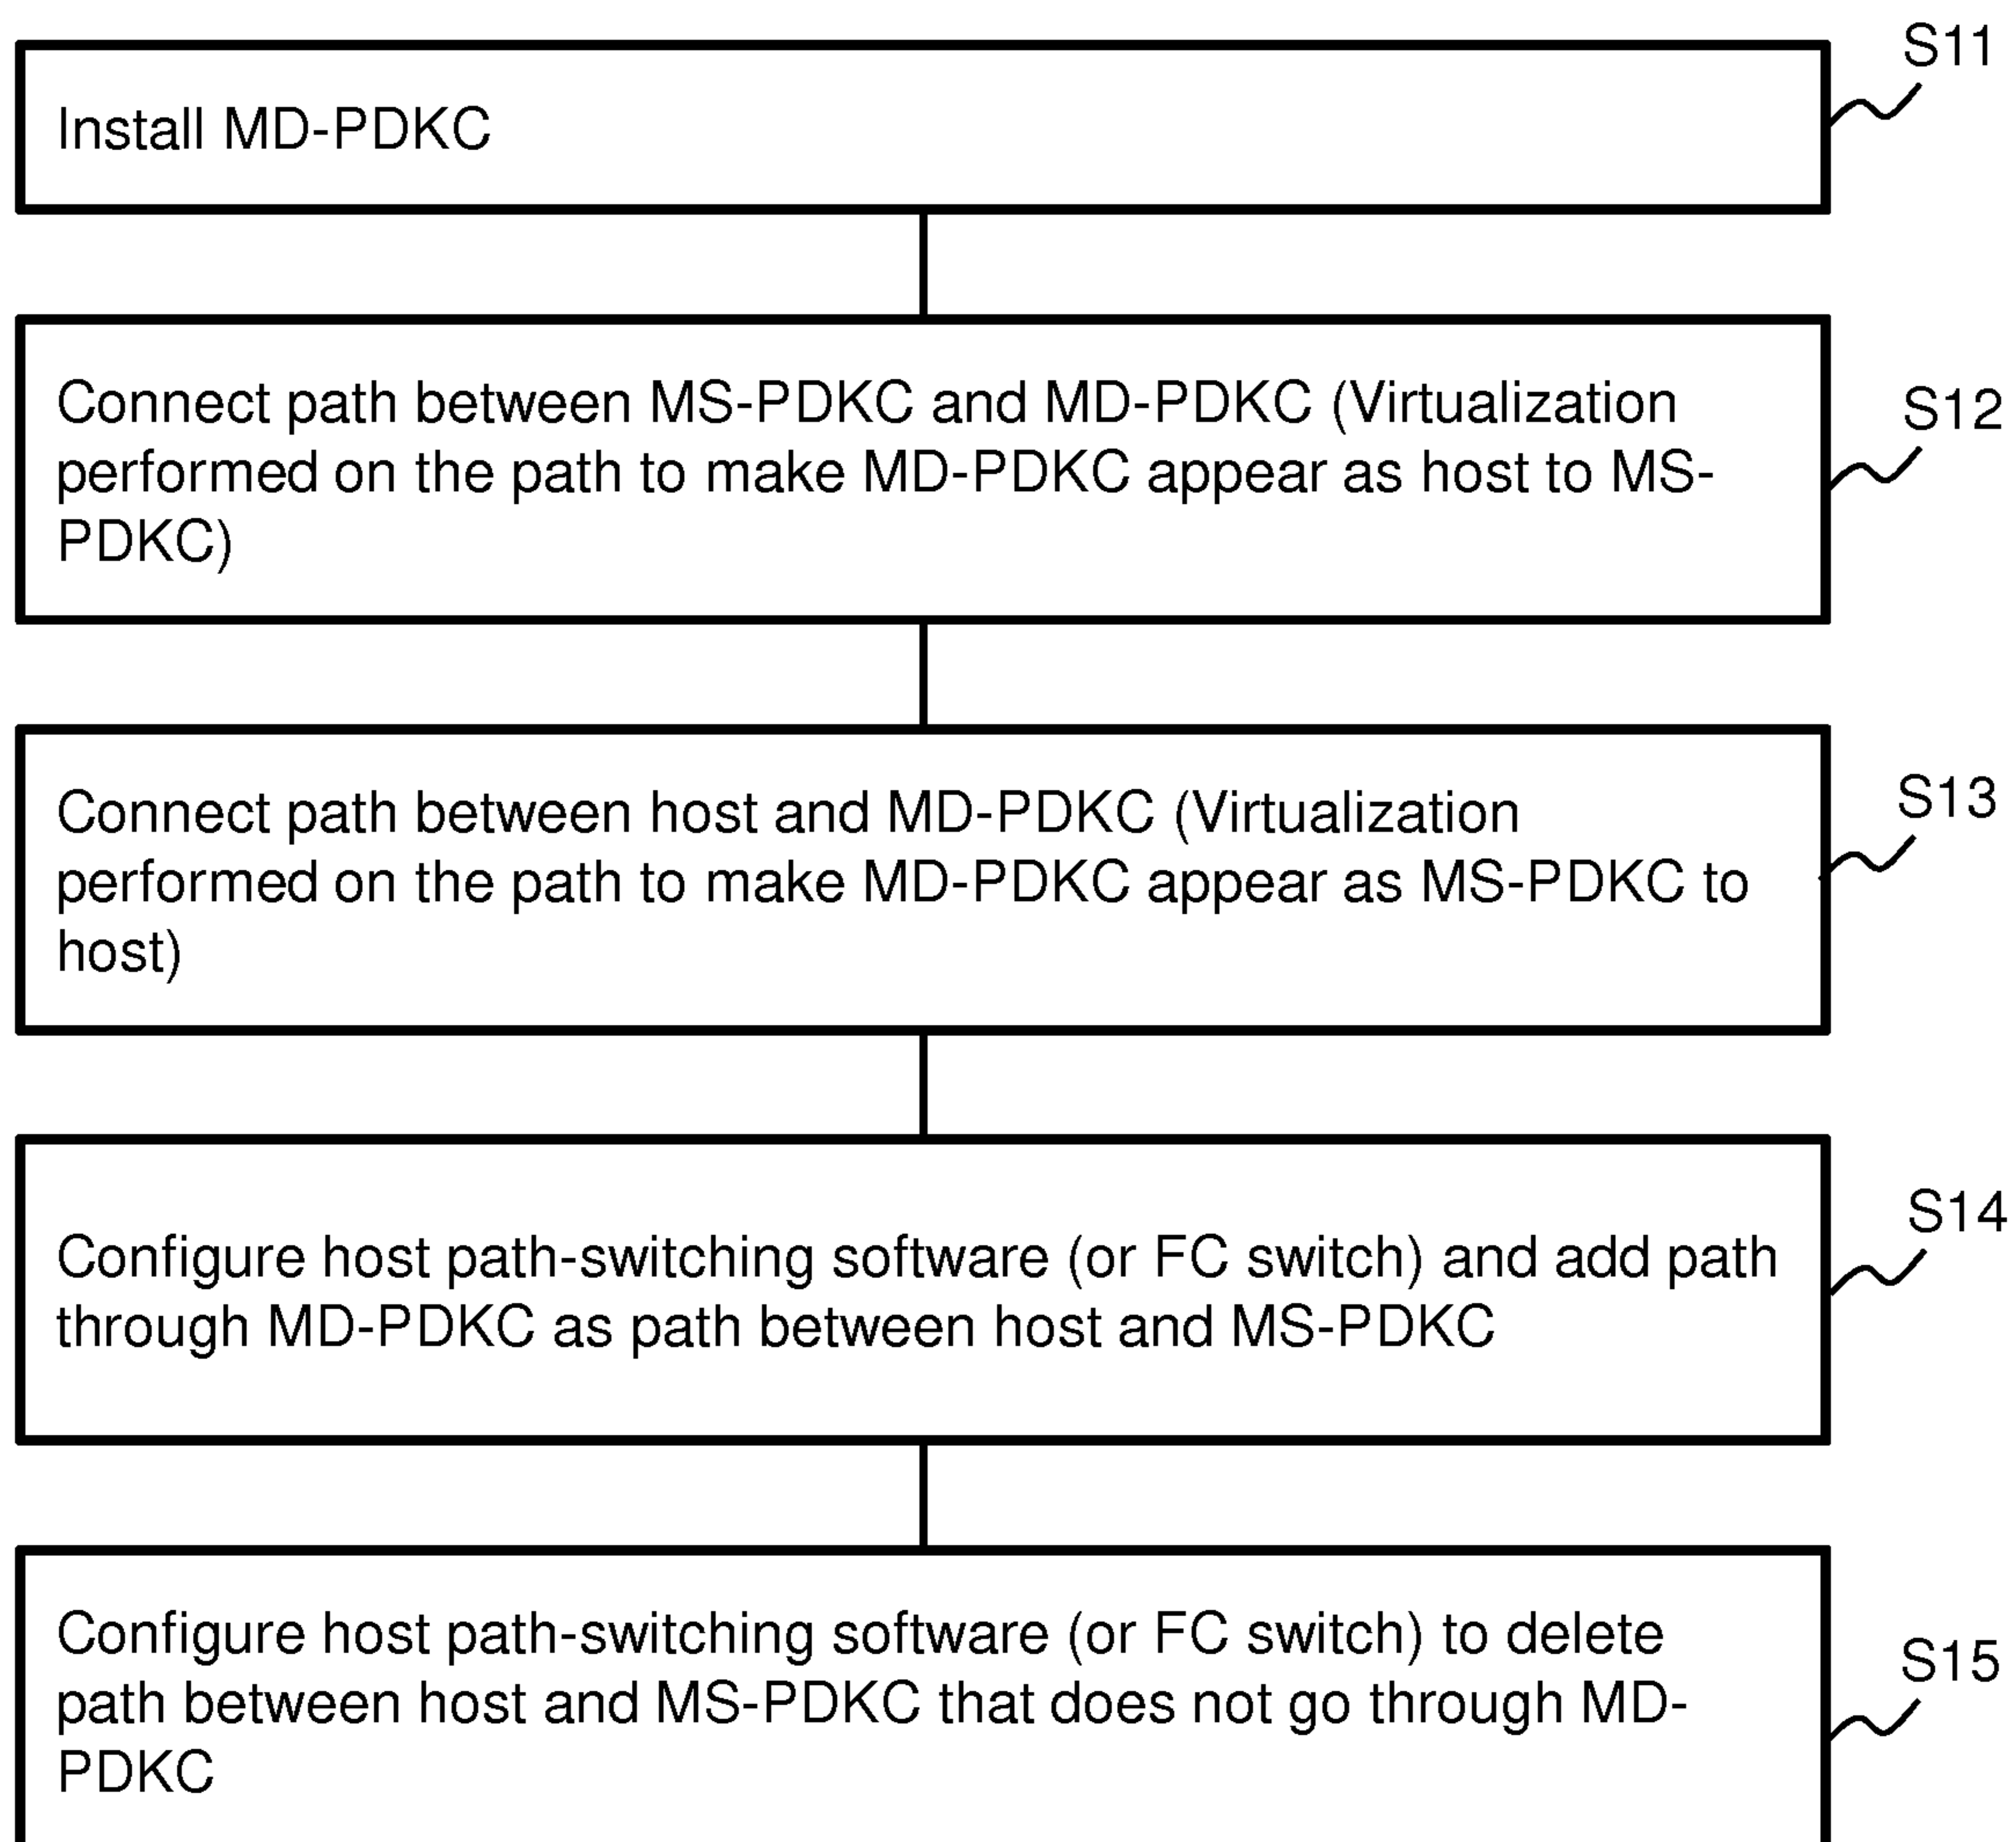 S11
Install MD-PDKC
Connect path between MS-PDKC and MD-PDKC (Virtualization
performed on the path to make MD-PDKC appear as host to MS-
PDKC)
S12
Connect path between host and MD-PDKC (Virtualization
performed on the path to make MD-PDKC appear as MS-PDKC to
host)
S13
Configure host path-switching software (or FC switch) and add path
through MD-PDKC as path between host and MS-PDKC
S14
Configure host path-switching software (or FC switch) to delete
path between host and MS-PDKC that does not go through MD-
PDKC
S15